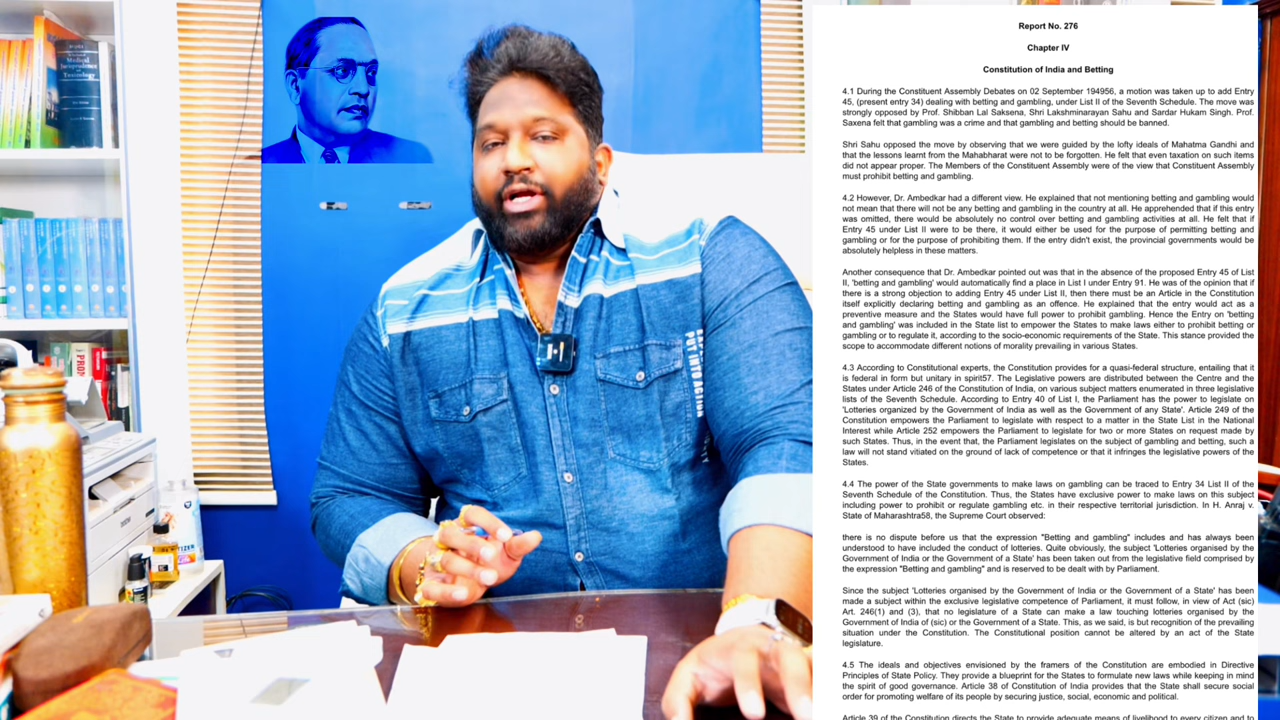 Medical
Jurisprudence
Toxicology
PRONO
PUT INTO ACTION
Report No. 276
Chapter IV
Constitution of India and Betting
4.1 During the Constituent Assembly Debates on 02 September 194956, a motion was taken up to add Entry
45, (present entry 34) dealing with betting and gambling, under List II of the Seventh Schedule. The move was
strongly opposed by Prof. Shibban Lal Saksena, Shri Lakshminarayan Sahu and Sardar Hukam Singh. Prof.
Saxena felt that gambling was a crime and that gambling and betting should be banned.
Shri Sahu opposed the move by observing that we were guided by the lofty ideals of Mahatma Gandhi and
that the lessons learnt from the Mahabharat were not to be forgotten. He felt that even taxation on such items
did not appear proper. The Members of the Constituent Assembly were of the view that Constituent Assembly
must prohibit betting and gambling.
4.2 However, Dr. Ambedkar had a different view. He explained that not mentioning betting and gambling would
not mean that there will not be any betting and gambling in the country at all. He apprehended that if this entry
was omitted, there would be absolutely no control over betting and gambling activities at all. He felt that if
Entry 45 under List II were to be there, it would either be used for the purpose of permitting betting and
gambling or for the purpose of prohibiting them. If the entry didn't exist, the provincial governments would be
absolutely helpless in these matters.
Another consequence that Dr. Ambedkar pointed out was that in the absence of the proposed Entry 45 of List
II, 'betting and gambling' would automatically find a place in List I under Entry 91. He was of the opinion that if
there is a strong objection to adding Entry 45 under List II, then there must be an Article in the Constitution
itself explicitly declaring betting and gambling as an offence. He explained that the entry would act as a
preventive measure and the States would have full power to prohibit gambling. Hence the Entry on 'betting
and gambling' was included in the State list to empower the States to make laws either to prohibit betting or
gambling or to regulate it, according to the socio-economic requirements of the State. This stance provided the
scope to accommodate different notions of morality prevailing in various States.
4.3 According to Constitutional experts, the Constitution provides for a quasi-federal structure, entailing that it
is federal in form but unitary in spirit57. The Legislative powers are distributed between the Centre and the
States under Article 246 of the Constitution of India, on various subject matters enumerated in three legislative
lists of the Seventh Schedule. According to Entry 40 of List I, the Parliament has the power to legislate on
'Lotteries organized by the Government of India as well as the Government of any State'. Article 249 of the
Constitution empowers the Parliament to legislate with respect to a matter in the State List in the National
Interest while Article 252 empowers the Parliament to legislate for two or more States on request made by
such States. Thus, in the event that, the Parliament legislates on the subject of gambling and betting, such a
law will not stand vitiated on the ground of lack of competence or that it infringes the legislative powers of the
States.
4.4 The power of the State governments to make laws on gambling can be traced to Entry 34 List II of the
Seventh Schedule of the Constitution. Thus, the States have exclusive power to make laws on this subject
including power to prohibit or regulate gambling etc. in their respective territorial jurisdiction. In H. Anraj v.
State of Maharashtra58, the Supreme Court observed:
there is no dispute before us that the expression "Betting and gambling" includes and has always been
understood to have included the conduct of lotteries. Quite obviously, the subject 'Lotteries organised by the
Government of India or the Government of a State' has been taken out from the legislative field comprised by
the expression "Betting and gambling" and is reserved to be dealt with by Parliament.
Since the subject 'Lotteries organised by the Government of India or the Government of a State' has been
made a subject within the exclusive legislative competence of Parliament, it must follow, in view of Act (sic)
Art. 246(1) and (3), that no legislature of a State can make a law touching lotteries organised by the
Government of India of (sic) or the Government of a State. This, as we said, is but recognition of the prevailing
situation under the Constitution. The Constitutional position cannot be altered by an act of the State
legislature.
4.5 The ideals and objectives envisioned by the framers of the Constitution are embodied in Directive
Principles of State Policy. They provide a blueprint for the States to formulate new laws while keeping in mind
the spirit of good governance. Article 38 of Constitution of India provides that the State shall secure social
order for promoting welfare of its people by securing justice, social, economic and political.
Article 39 of the Constitution directs the State to provide adequate means of livelihood to every citizen and to